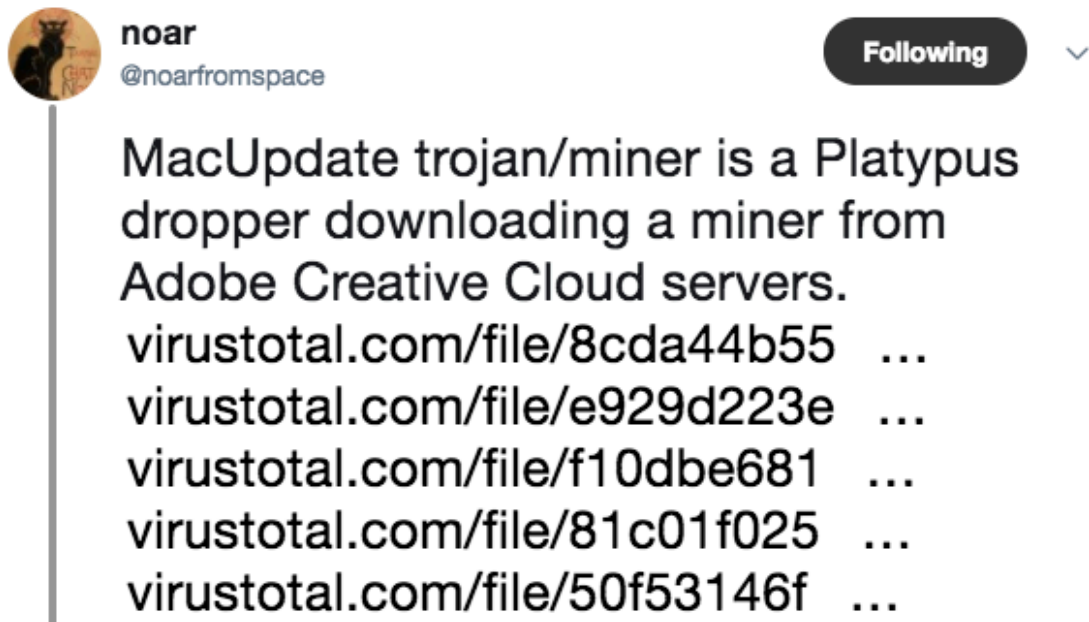 noar
@noarfromspace
Following
MacUpdate trojan/miner is a Platypus
dropper downloading a miner from
Adobe Creative Cloud servers.
virustotal.com/file/8cda44b55 ...
virustotal.com/file/e929d223e ...
virustotal.com/file/f10dbe681 ...
virustotal.com/file/81c01f025 ...
virustotal.com/file/50f53146f ...